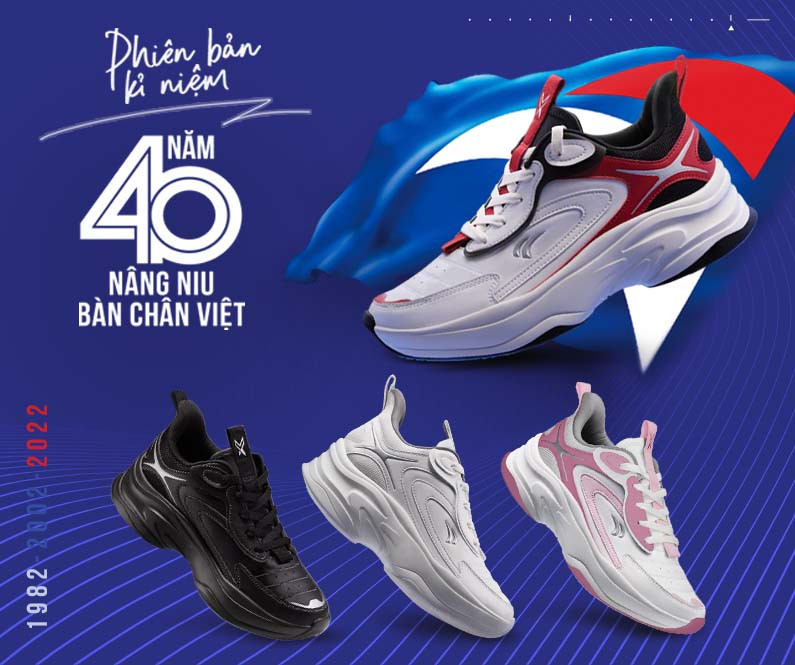 Phiên bản
kỉ niệm
40 NĂM
NÂNG NIU
BÀN CHÂN VIỆT
1982-2002-2022